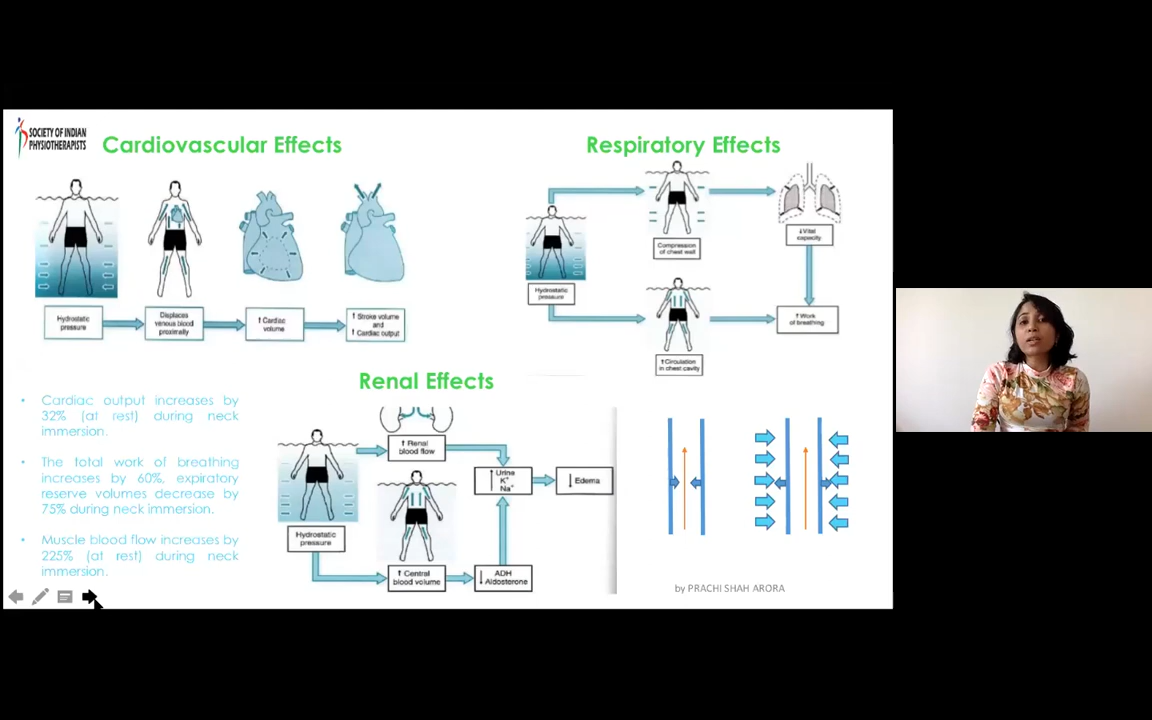 SOCIETY OF INDIAN
PHYSIOTHERAPISTS
Cardiovascular Effects
Respiratory Effects
Hydrostatic
pressure
Displaces
venous blood
proximally
↑ Cardiac
volume
↑ Stroke volume
and
↑ Cardiac output
Hydrostatic
pressure
Compression
of chest wall
↓ Vital
capacity
↑ Circulation
in chest cavity
↑ Work
of breathing
Renal Effects
• Cardiac output increases by
32% (at rest) during neck
immersion.
• The total work of breathing
increases by 60%, expiratory
reserve volumes decrease by
75% during neck immersion.
• Muscle blood flow increases by
225% (at rest) during neck
immersion.
Hydrostatic
pressure
↑ Renal
blood flow
↑ Central
blood volume
↑ Urine
K+
Na+
↓ ADH
Aldosterone
↓ Edema
by PRACHI SHAH ARORA